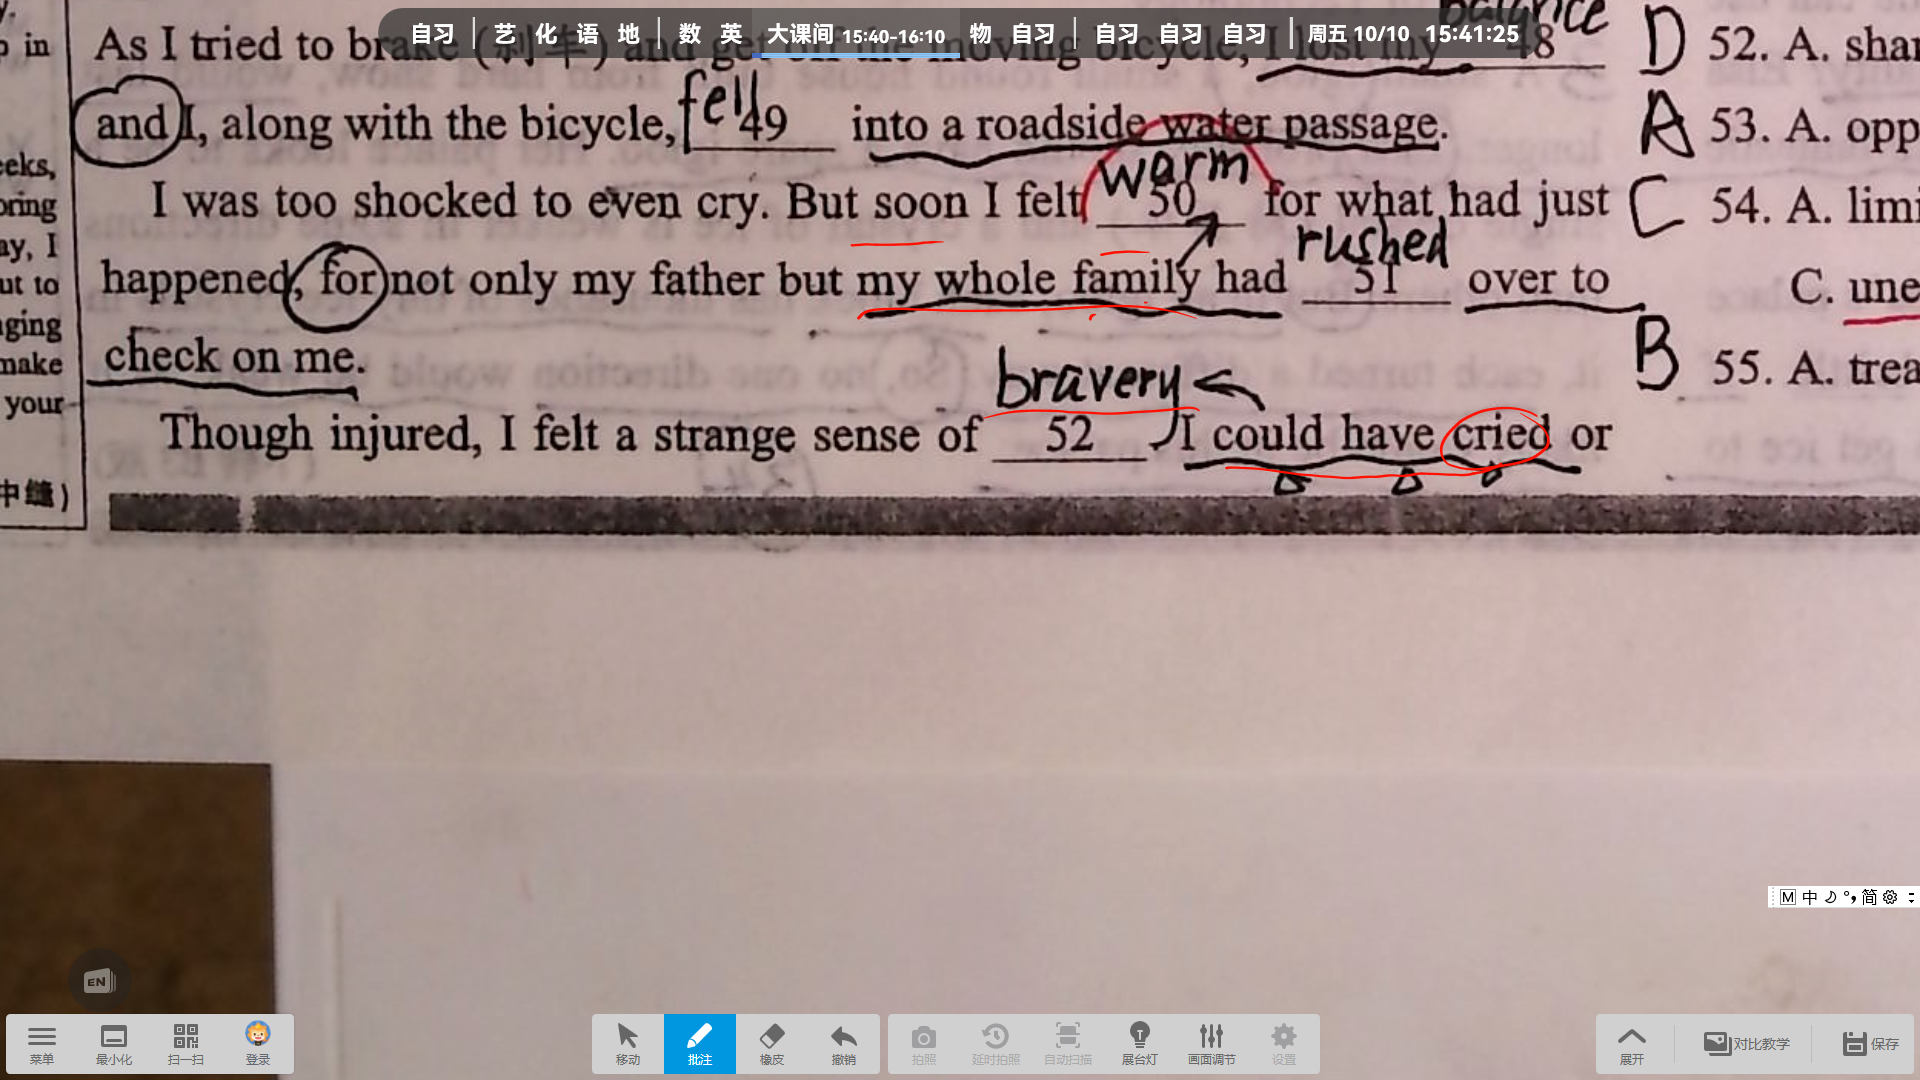 自习 艺 化 语 地 数 英 大课间 15:40-16:10 物 自习 自习 自习 自习 周五 10/10 15:41:25
balance
As I tried to brake (刹车) and get off the moving bicycle, I lost my 48
fell
and I, along with the bicycle, 49 into a roadside water passage.
warm
I was too shocked to even cry. But soon I felt 50 for what had just
rushed
happened, for not only my father but my whole family had 51 over to
check on me.
bravery
Though injured, I felt a strange sense of 52. I could have cried or
in
eeks,
oring
ay, I
ut to
ging
make
your
中缝)
D 52. A. shar
A 53. A. opp
C 54. A. limi
C. une
B 55. A. trea
M 中 简
EN
菜单 最小化 扫一扫 登录 移动 批注 橡皮 撤销 拍照 延时拍照 自动扫描 展台灯 画面调节 设置 展开 对比教学 保存